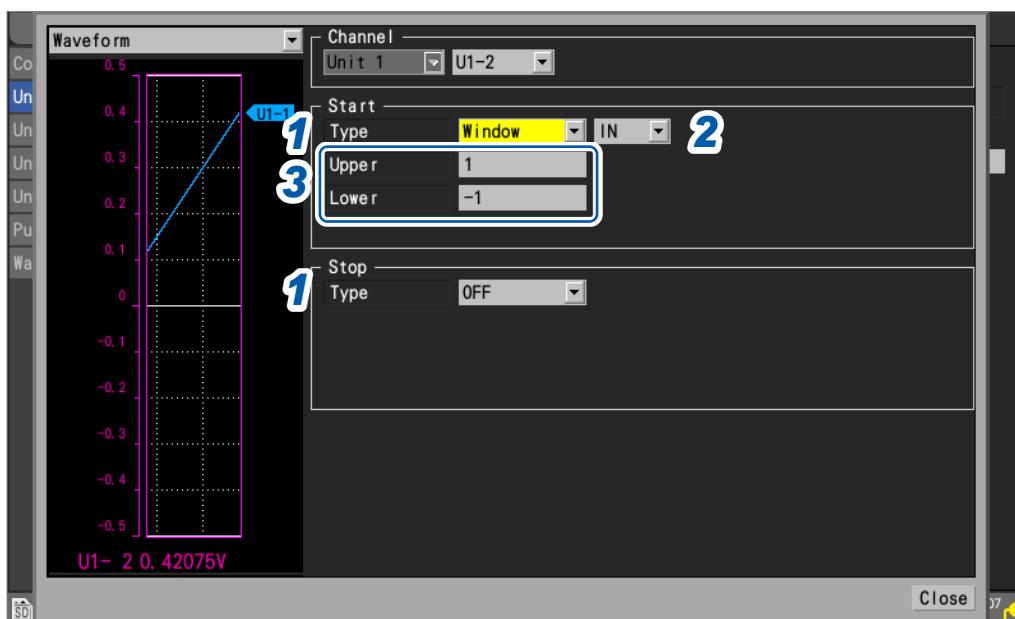 Waveform
Channel
Co
0.5
Unit 1
U1-2
Un
0.4
U1-1
Start
Un
1
Type
Window
IN
2
Un
0.3
3
Upper
1
Un
0.2
Lower
-1
Pu
0.1
Wa
Stop
0
1
Type
OFF
-0.1
-0.2
-0.3
-0.4
-0.5
U1- 2 0.42075V
Close
SD
07